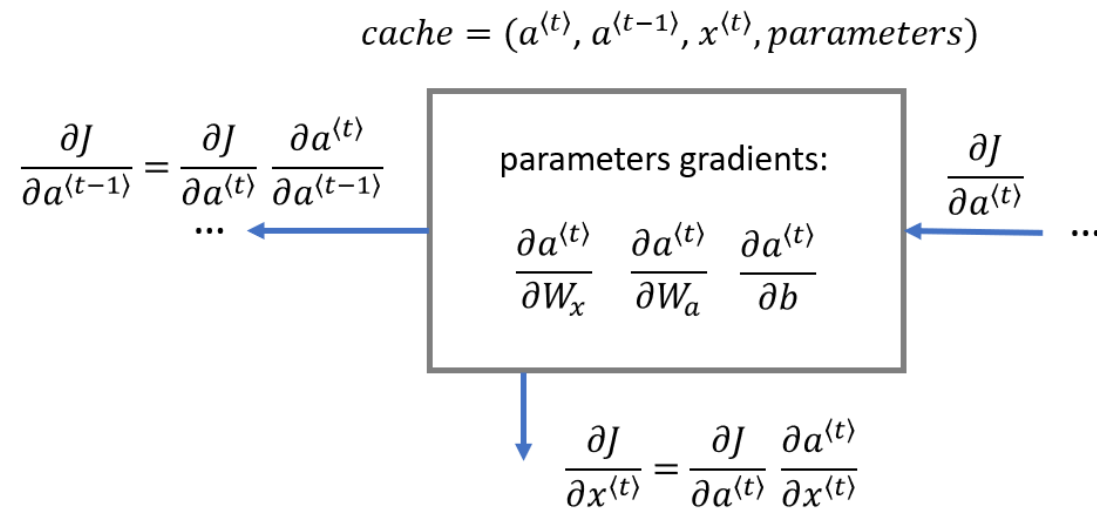 cache = (a^{⟨t⟩}, a^{⟨t−1⟩}, x^{⟨t⟩}, parameters)
∂J/∂a^{⟨t−1⟩} = ∂J/∂a^{⟨t⟩} ∂a^{⟨t⟩}/∂a^{⟨t−1⟩}
...
parameters gradients:
∂a^{⟨t⟩}/∂W_x ∂a^{⟨t⟩}/∂W_a ∂a^{⟨t⟩}/∂b
∂J/∂a^{⟨t⟩}
...
∂J/∂x^{⟨t⟩} = ∂J/∂a^{⟨t⟩} ∂a^{⟨t⟩}/∂x^{⟨t⟩}